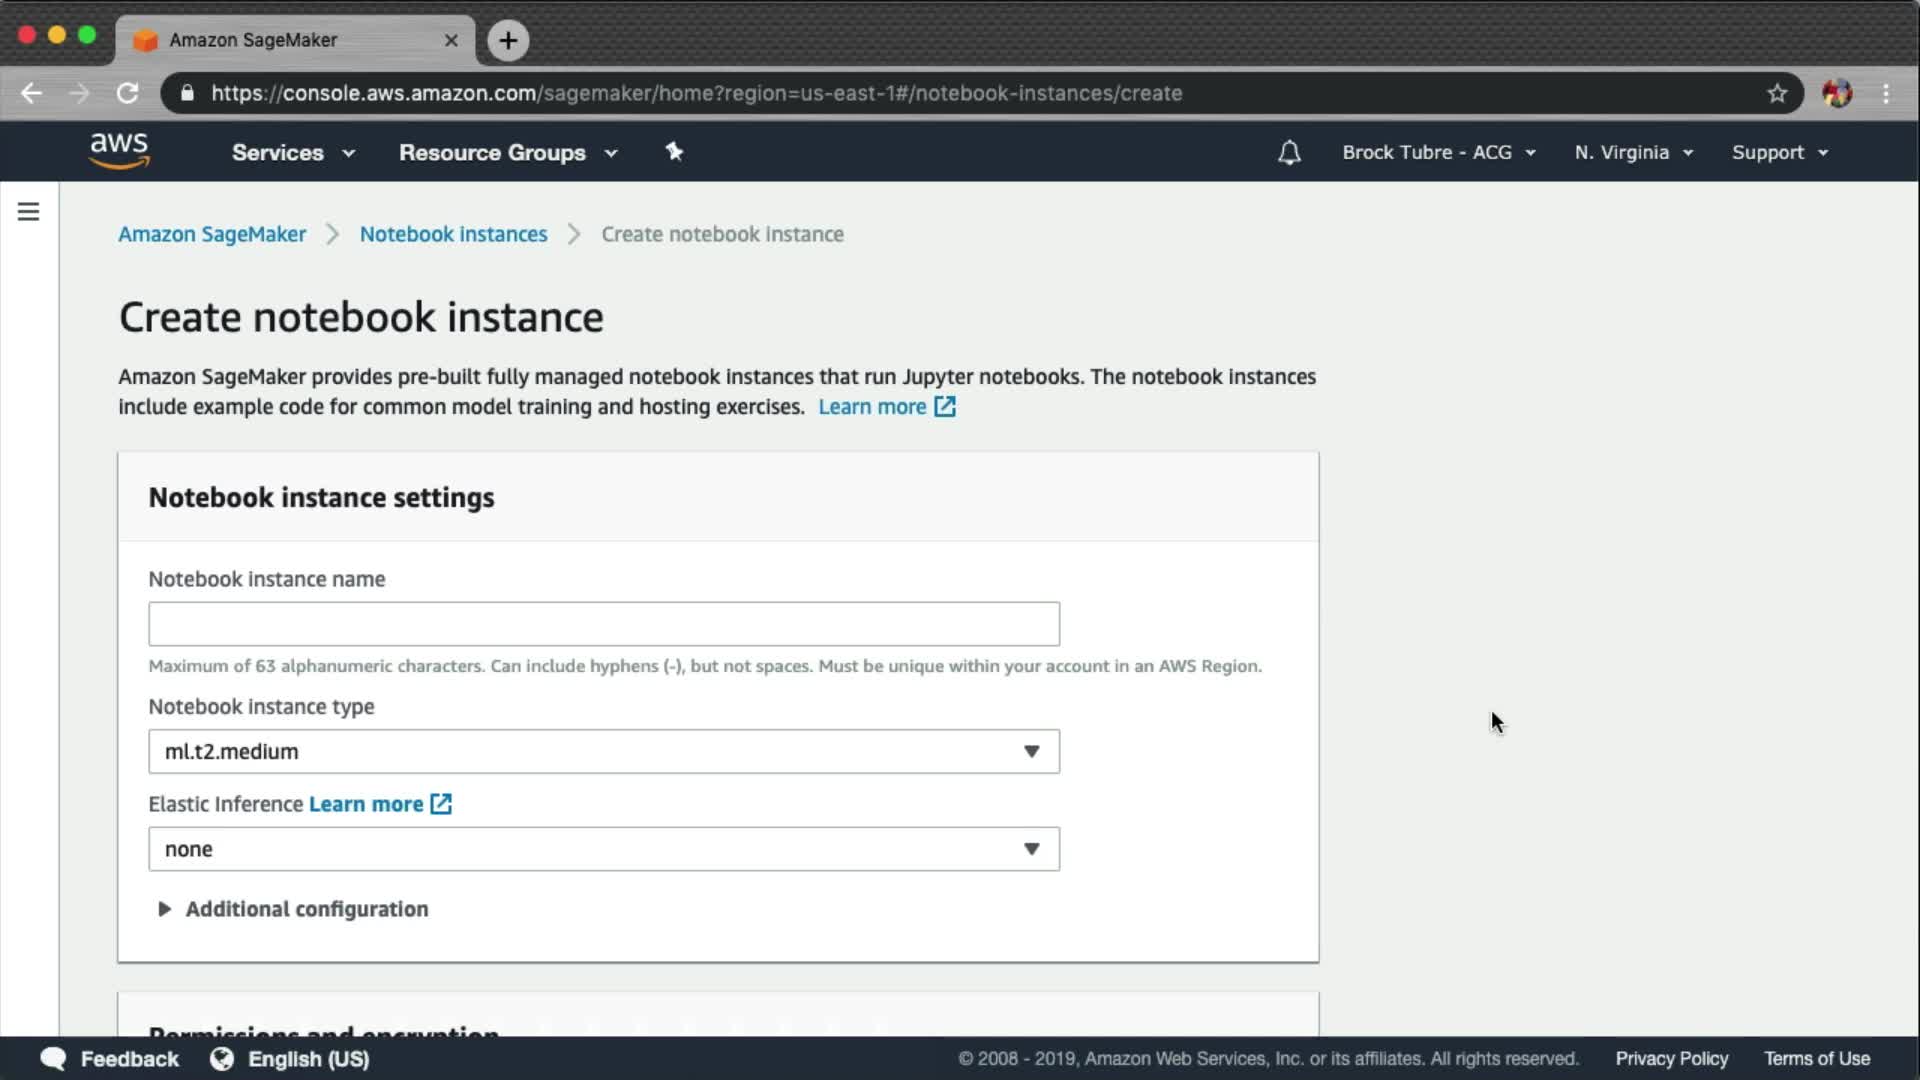 Amazon SageMaker
https://console.aws.amazon.com/sagemaker/home?region=us-east-1#/notebook-instances/create
aws Services Resource Groups Brock Tubre - ACG N. Virginia Support
Amazon SageMaker Notebook instances Create notebook instance
Create notebook instance
Amazon SageMaker provides pre-built fully managed notebook instances that run Jupyter notebooks. The notebook instances
include example code for common model training and hosting exercises. Learn more
Notebook instance settings
Notebook instance name
Maximum of 63 alphanumeric characters. Can include hyphens (-), but not spaces. Must be unique within your account in an AWS Region.
Notebook instance type
ml.t2.medium
Elastic Inference Learn more
none
Additional configuration
Permissions and encryption
Feedback English (US) © 2008 - 2019, Amazon Web Services, Inc. or its affiliates. All rights reserved. Privacy Policy Terms of Use